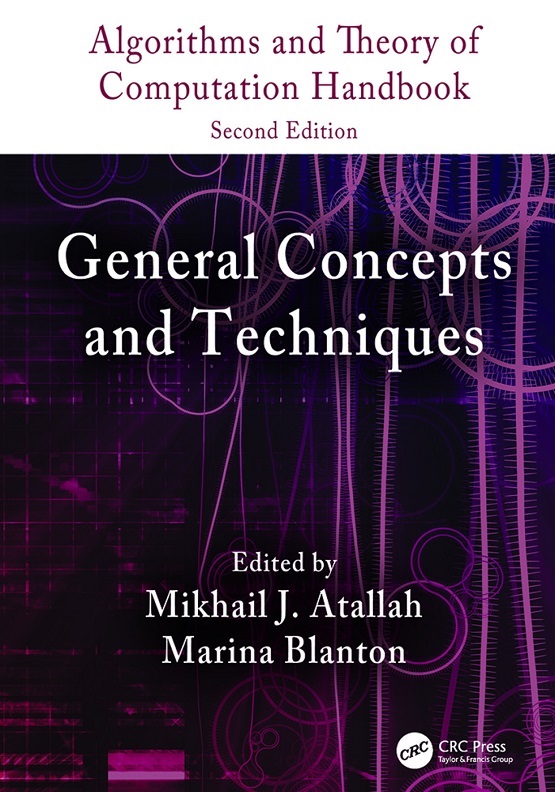 Algorithms and Theory of
Computation Handbook
Second Edition
General Concepts
and Techniques
Edited by
Mikhail J. Atallah
Marina Blanton
CRC
CRC Press
Taylor & Francis Group